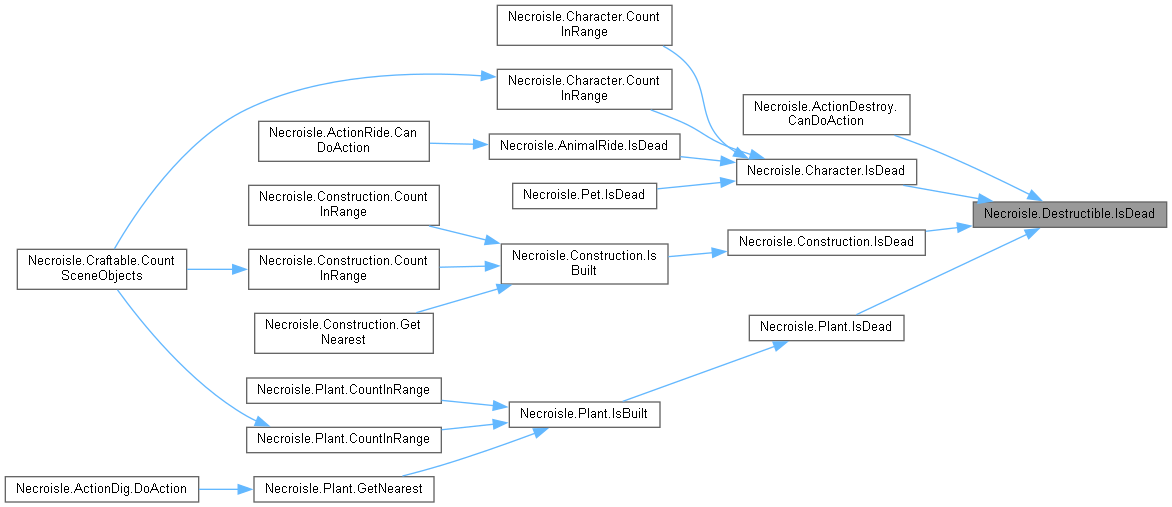 Necroisle.Character.Count
InRange
Necroisle.Character.Count
InRange
Necroisle.ActionDestroy.
CanDoAction
Necroisle.ActionRide.Can
DoAction
Necroisle.AnimalRide.IsDead
Necroisle.Character.IsDead
Necroisle.Pet.IsDead
Necroisle.Destructible.IsDead
Necroisle.Construction.Count
InRange
Necroisle.Construction.IsDead
Necroisle.Craftable.Count
SceneObjects
Necroisle.Construction.Count
InRange
Necroisle.Construction.Is
Built
Necroisle.Construction.Get
Nearest
Necroisle.Plant.IsDead
Necroisle.Plant.CountInRange
Necroisle.Plant.IsBuilt
Necroisle.Plant.CountInRange
Necroisle.ActionDig.DoAction
Necroisle.Plant.GetNearest